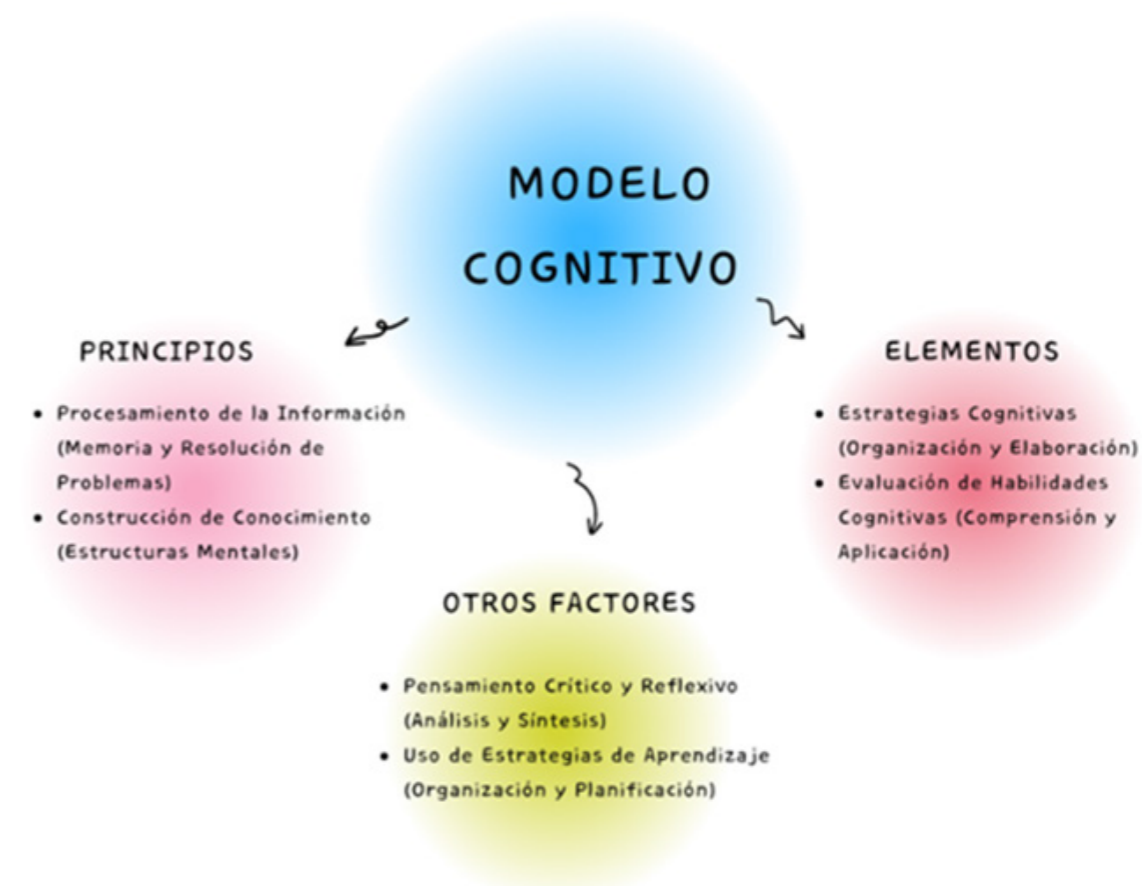 MODELO
COGNITIVO
PRINCIPIOS
• Procesamiento de la Información
(Memoria y Resolución de
Problemas)
• Construcción de Conocimiento
(Estructuras Mentales)
ELEMENTOS
• Estrategias Cognitivas
(Organización y Elaboración)
• Evaluación de Habilidades
Cognitivas (Comprensión y
Aplicación)
OTROS FACTORES
• Pensamiento Crítico y Reflexivo
(Análisis y Síntesis)
• Uso de Estrategias de Aprendizaje
(Organización y Planificación)